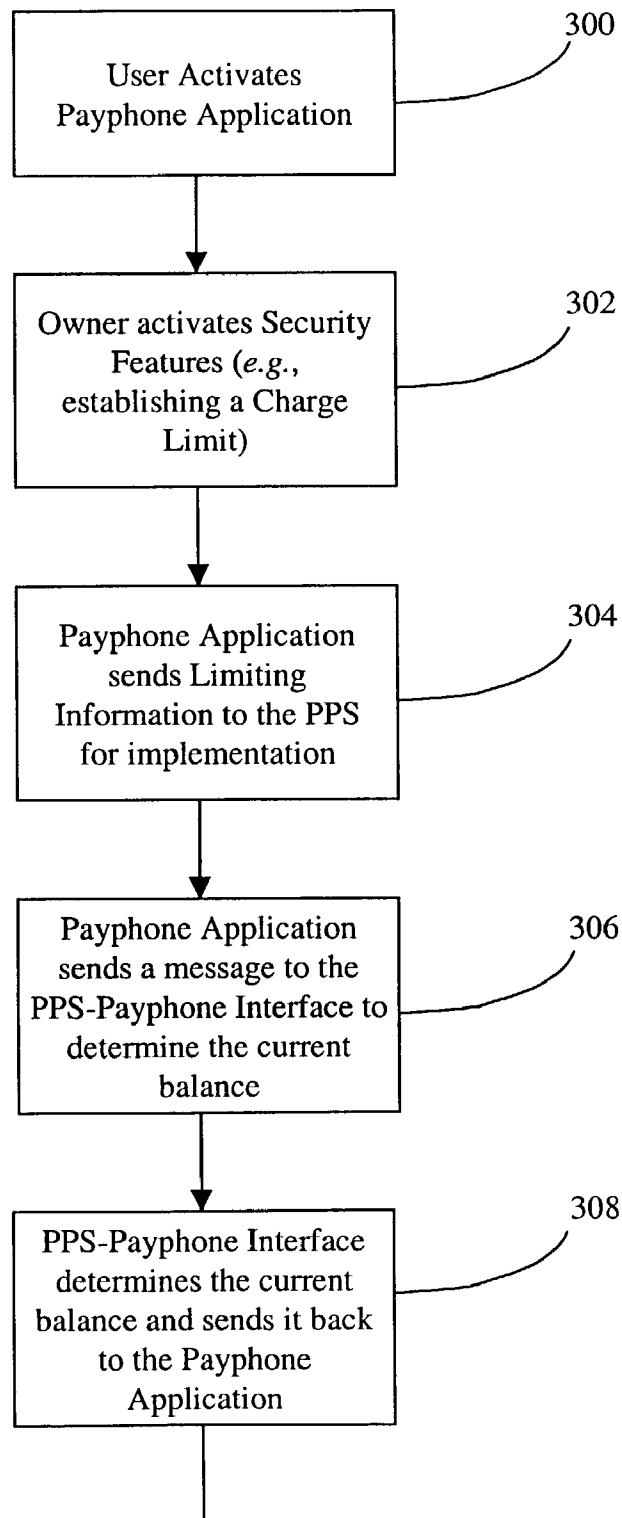 300
User Activates
Payphone Application
302
Owner activates Security
Features (e.g.,
establishing a Charge
Limit)
304
Payphone Application
sends Limiting
Information to the PPS
for implementation
306
Payphone Application
sends a message to the
PPS-Payphone Interface to
determine the current
balance
308
PPS-Payphone Interface
determines the current
balance and sends it back
to the Payphone
Application